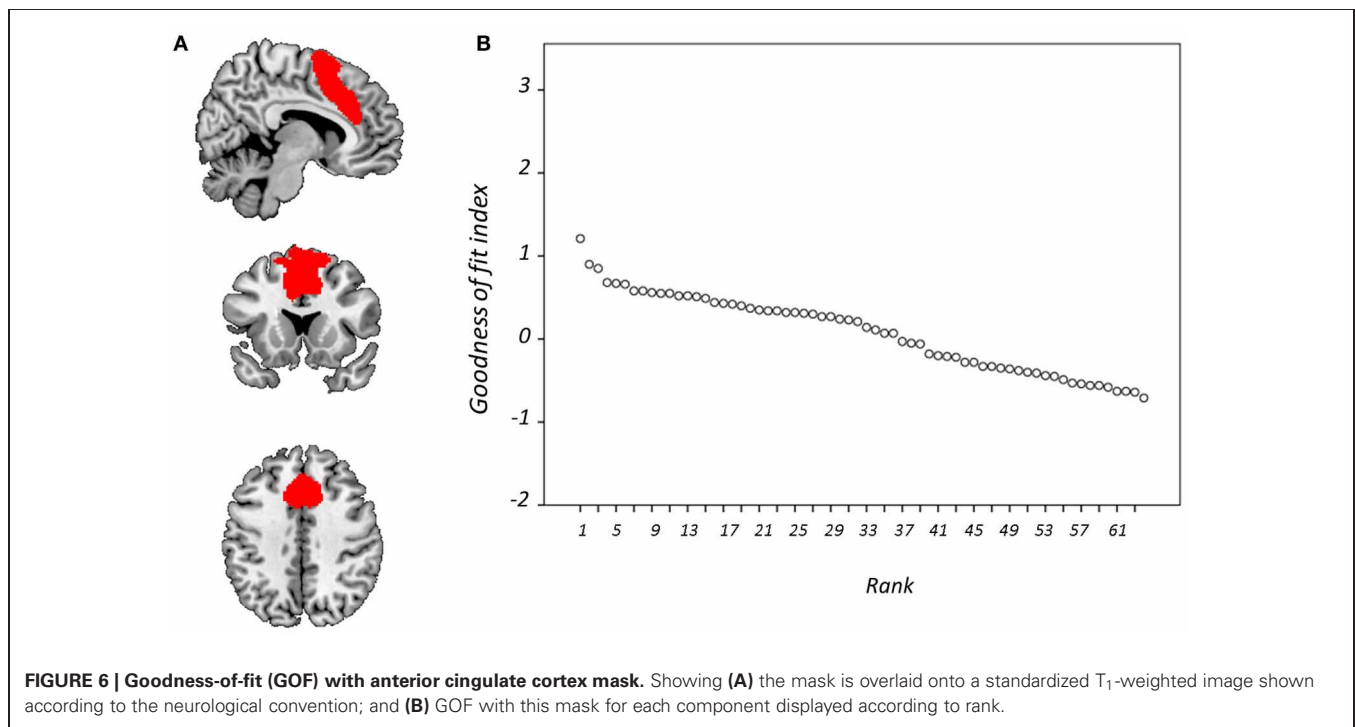 A
B
Goodness of fit index
3
2
1
0
-1
-2
1 5 9 13 17 21 25 29 33 37 41 45 49 53 57 61
Rank
FIGURE 6 | Goodness-of-fit (GOF) with anterior cingulate cortex mask. Showing (A) the mask is overlaid onto a standardized T₁-weighted image shown
according to the neurological convention; and (B) GOF with this mask for each component displayed according to rank.